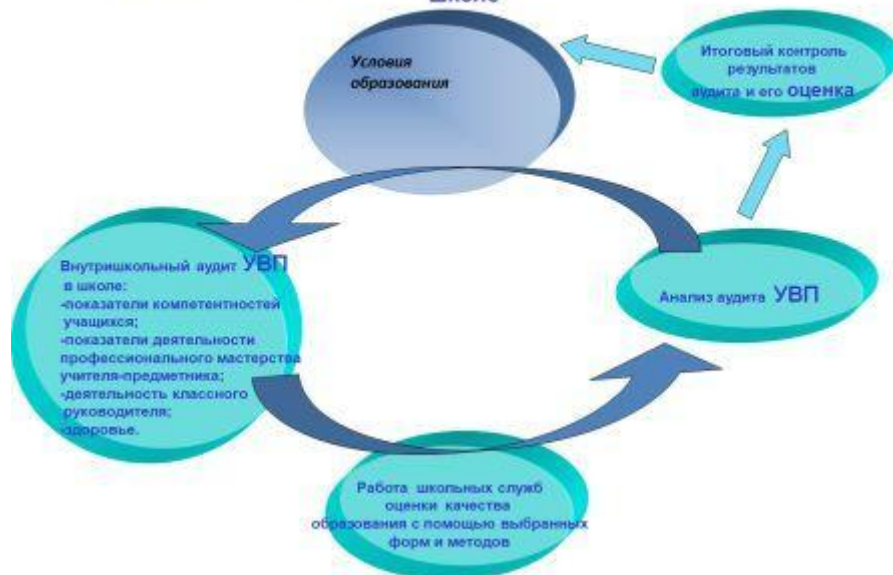 школе
Условия
образования
Итоговый контроль
результатов
аудита и его оценка
Внутришкольный аудит УВП
в школе:
-показатели компетентностей
учащихся;
-показатели деятельности
профессионального мастерства
учителя-предметника;
-деятельность классного
руководителя;
-здоровье.
Анализ аудита УВП
Работа школьных служб
оценки качества
образования с помощью выбранных
форм и методов